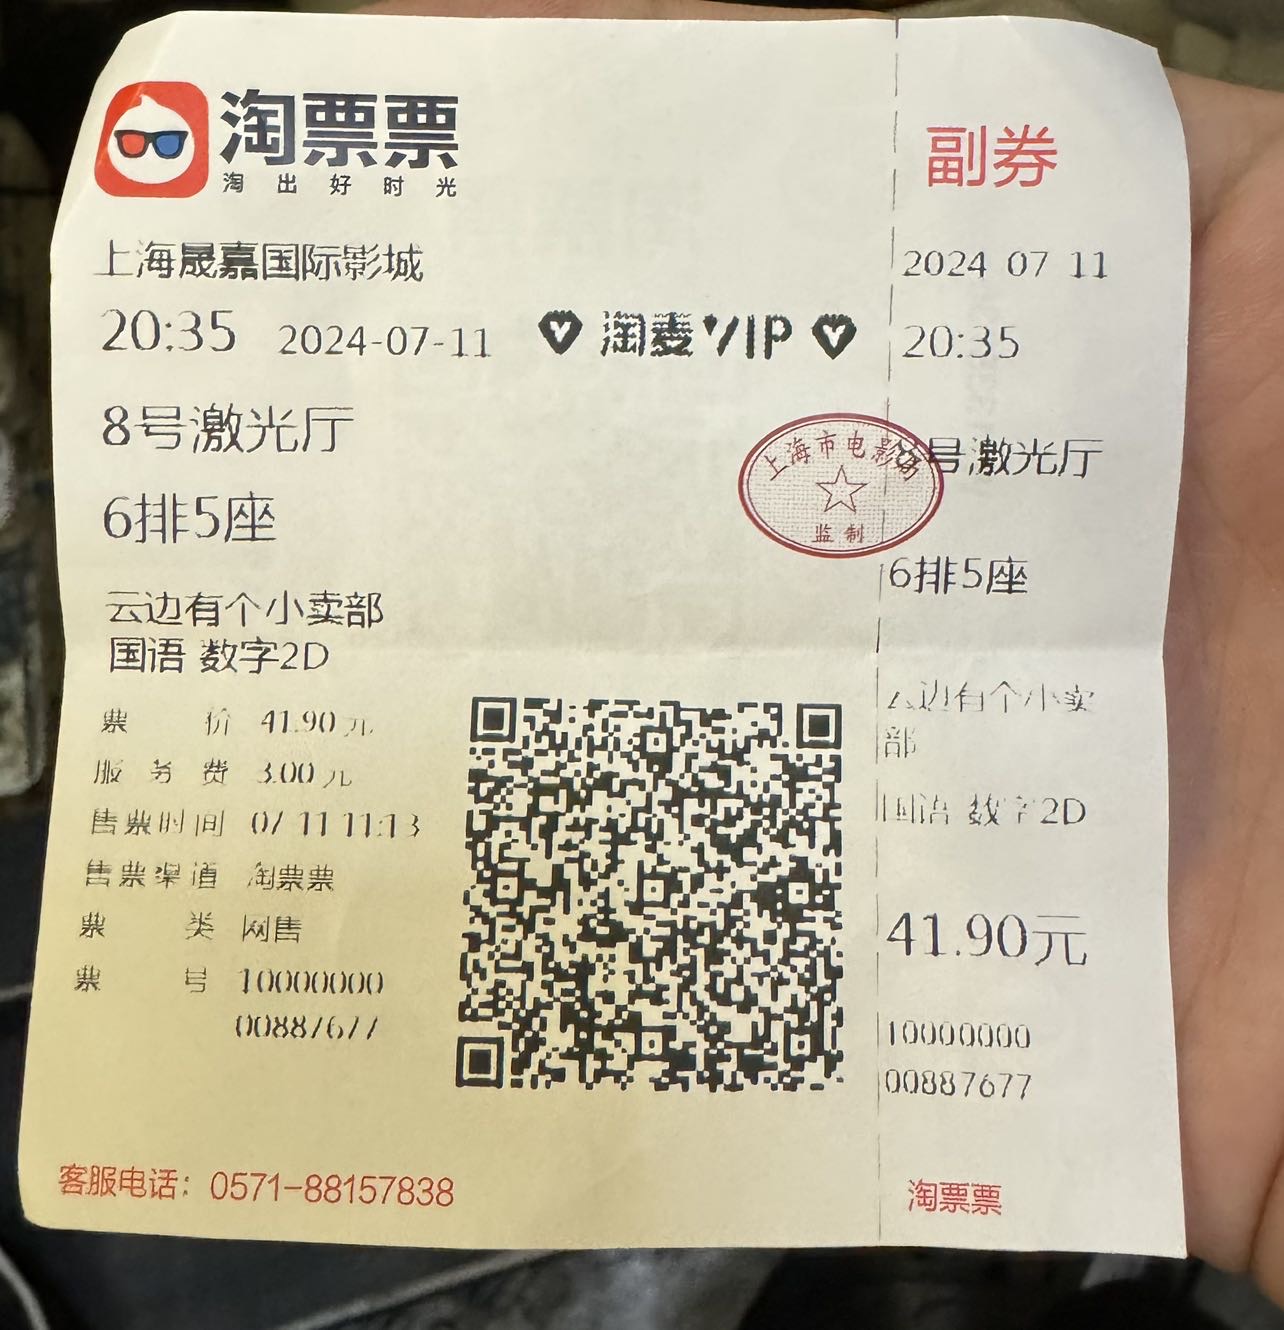 淘票票
淘出好时光
上海晟嘉国际影城
20:35 2024-07-11 淘麦VIP
8号激光厅
6排5座
云边有个小卖部
国语 数字2D
票价 41.90元
服务费 3.00元
售票时间 07 11 11:13
售票渠道 淘票票
票类 网售
票号 10000000
00887677
客服电话：0571-88157838
副券
2024 07 11
20:35
8号激光厅
上海市电影局
监制
6排5座
云边有个小卖
部
国语 数字2D
41.90元
10000000
00887677
淘票票